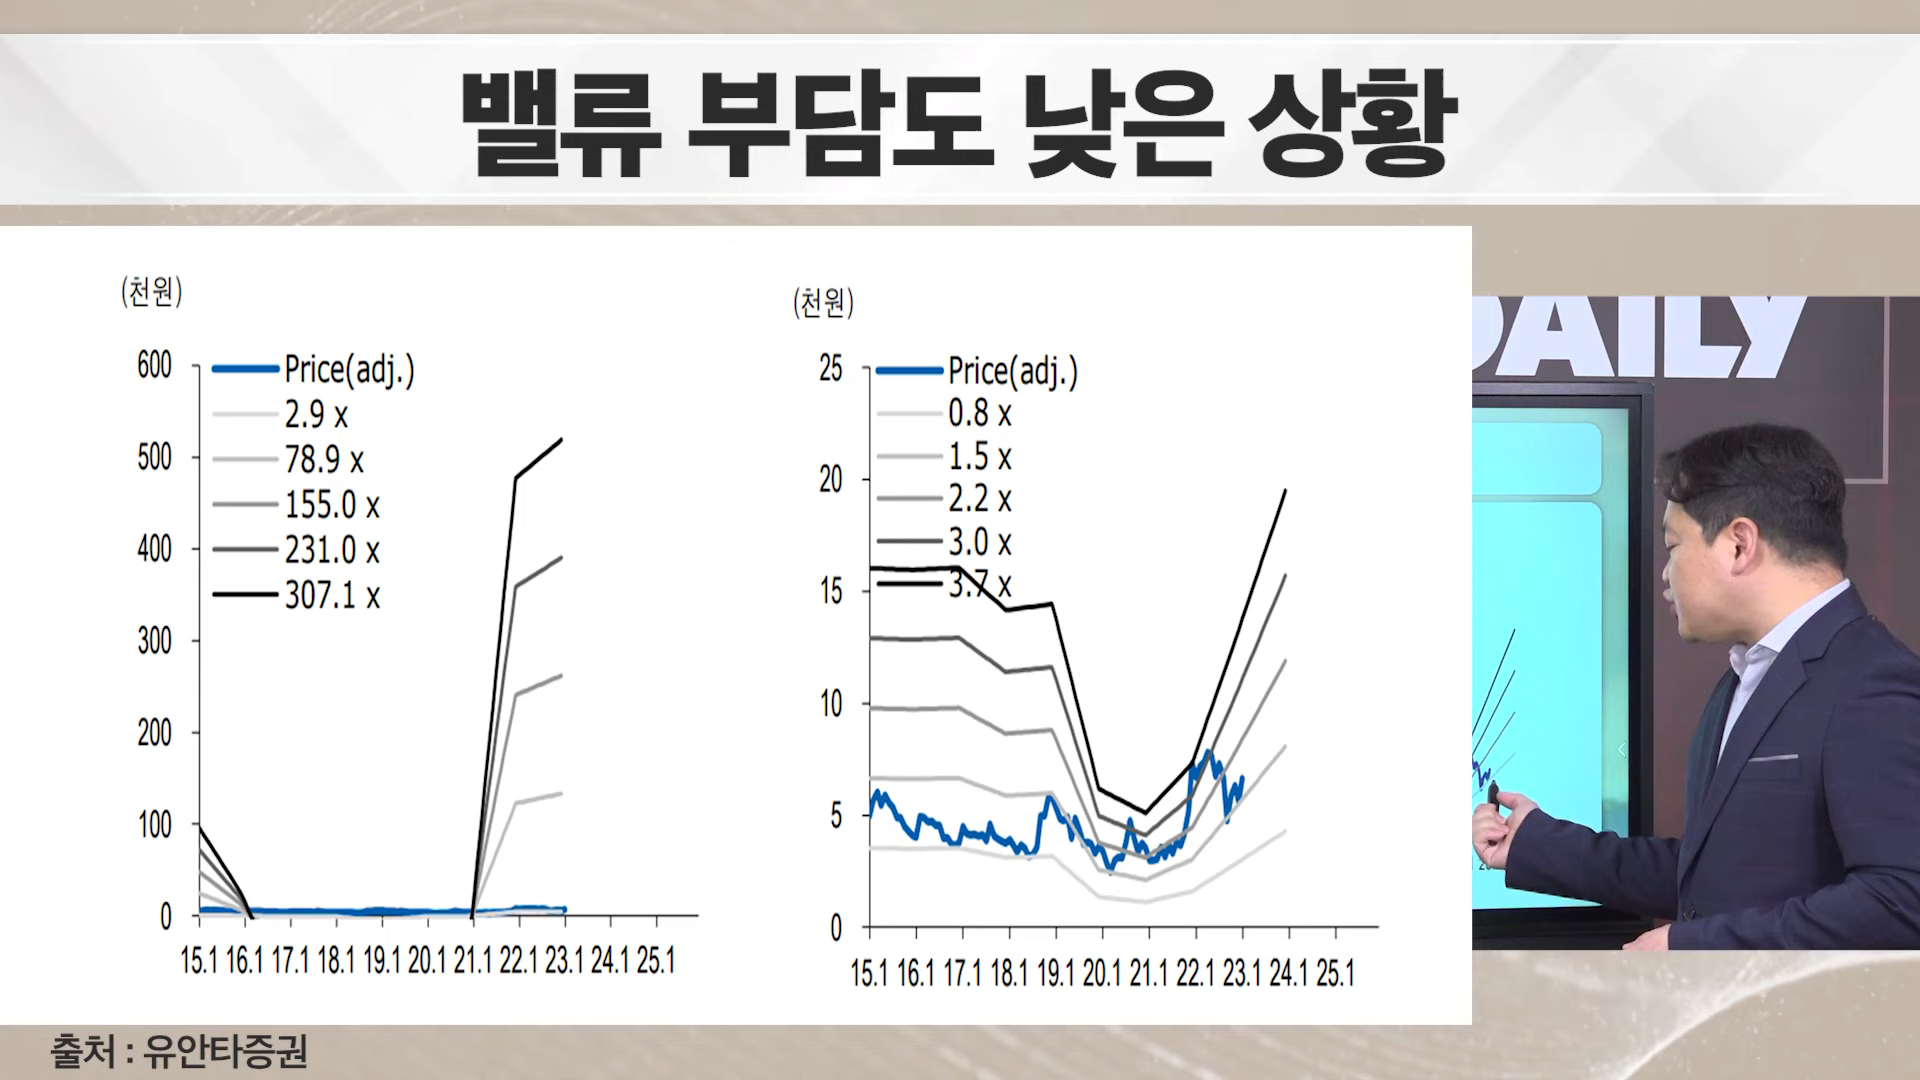 밸류 부담도 낮은 상황
(천원)
600
500
400
300
200
100
0
Price(adj.)
2.9 x
78.9 x
155.0 x
231.0 x
307.1 x
15.1 16.1 17.1 18.1 19.1 20.1 21.1 22.1 23.1 24.1 25.1
(천원)
25
20
15
10
5
0
Price(adj.)
0.8 x
1.5 x
2.2 x
3.0 x
3.7 x
15.1 16.1 17.1 18.1 19.1 20.1 21.1 22.1 23.1 24.1 25.1
DAILY
출처 : 유안타증권